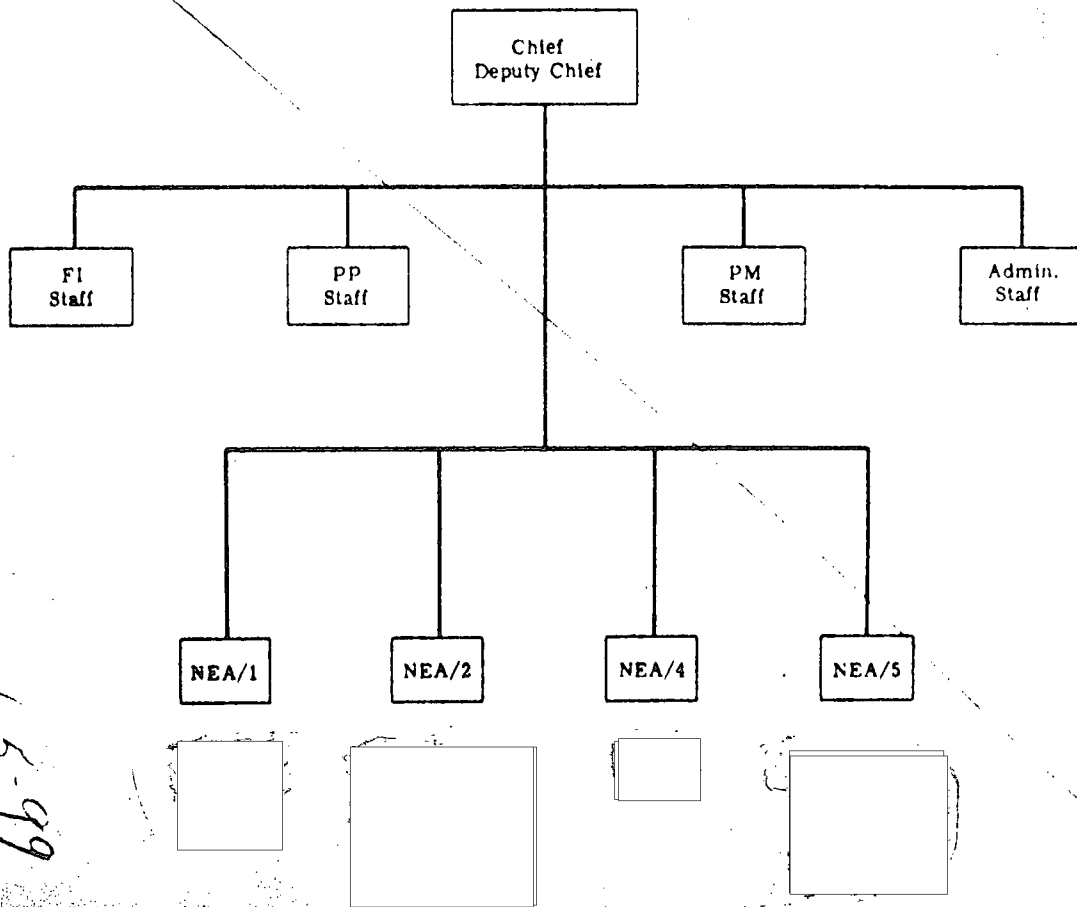 Chief
Deputy Chief
FI
Staff
PP
Staff
PM
Staff
Admin.
Staff
NEA/1
NEA/2
NEA/4
NEA/5